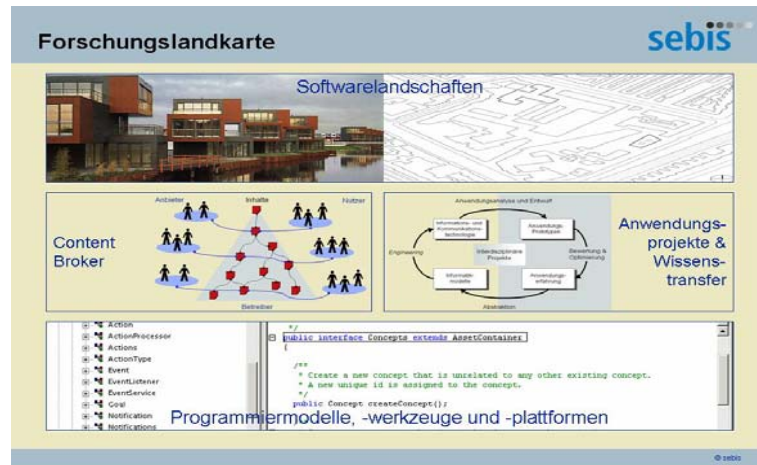 Forschungslandkarte
sebis
Softwarelandschaften
Content
Broker
Anbieter
Inhalte
Nutzer
Betreiber
Anwendungsanalyse und Entwurf
Informations- und
Kommunikations-
technologie
Anwendungs-
Prototypen
Engineering
Interdisziplinäre
Projekte
Bewertung &
Optimierung
Informatik-
modelle
Anwendungs-
erfahrung
Abstraktion
Anwendungs-
projekte &
Wissens-
transfer
Action
ActionProcessor
Actions
ActionType
Event
EventListener
EventService
Goal
Notification
Notifications
*/
public interface Concepts extends AssetContainer
{
/**
* Create a new concept that is unrelated to any other existing concept.
* A new unique id is assigned to the concept.
*/
public Concept createConcept();
/**
Programmiermodelle, -werkzeuge und -plattformen
© sebis